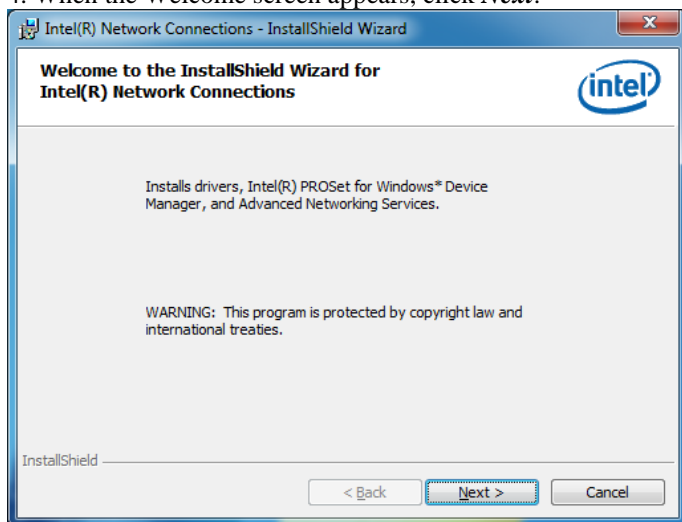 4. When the Welcome screen appears, click Next.
Intel(R) Network Connections - InstallShield Wizard
Welcome to the InstallShield Wizard for
Intel(R) Network Connections
intel
Installs drivers, Intel(R) PROSet for Windows* Device
Manager, and Advanced Networking Services.
WARNING: This program is protected by copyright law and
international treaties.
InstallShield
< Back
Next >
Cancel